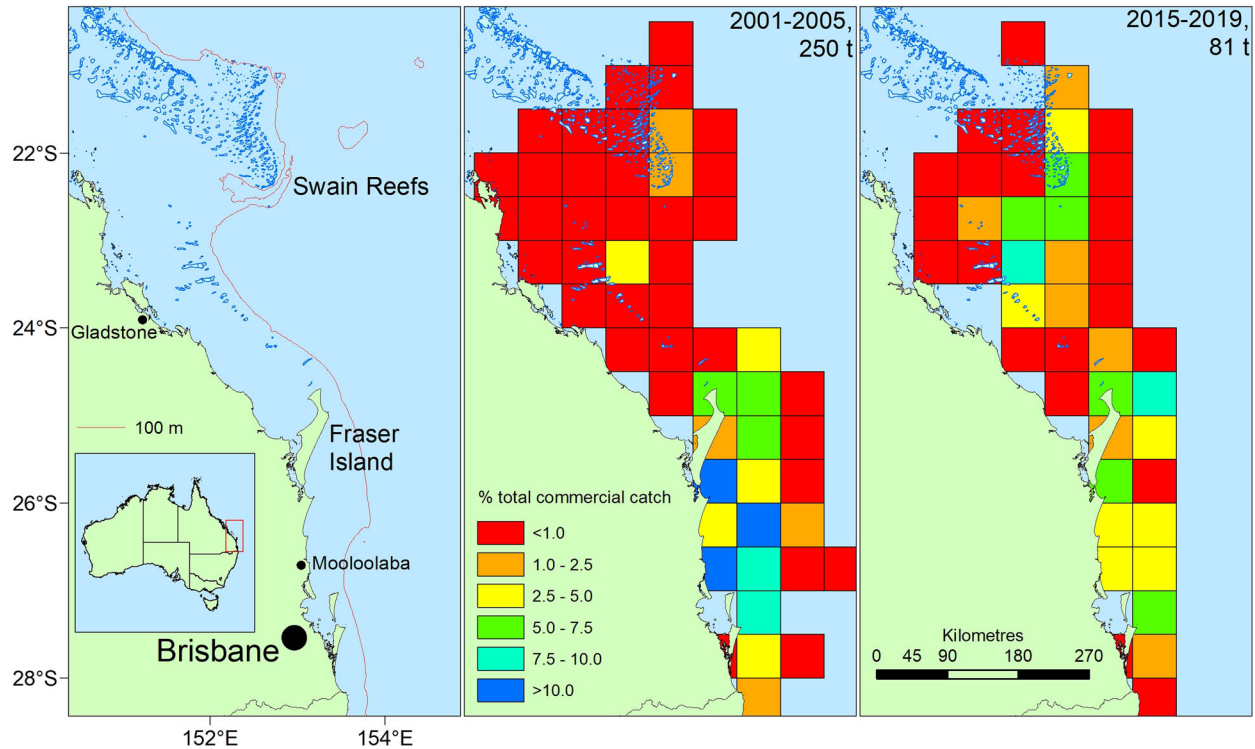 2001-2005,
250 t
2015-2019,
81 t
22°S
Swain Reefs
24°S
Gladstone
100 m
Fraser
Island
26°S
Mooloolaba
Brisbane
28°S
152°E
154°E
% total commercial catch
<1.0
1.0 - 2.5
2.5 - 5.0
5.0 - 7.5
7.5 - 10.0
>10.0
Kilometres
0 45 90 180 270